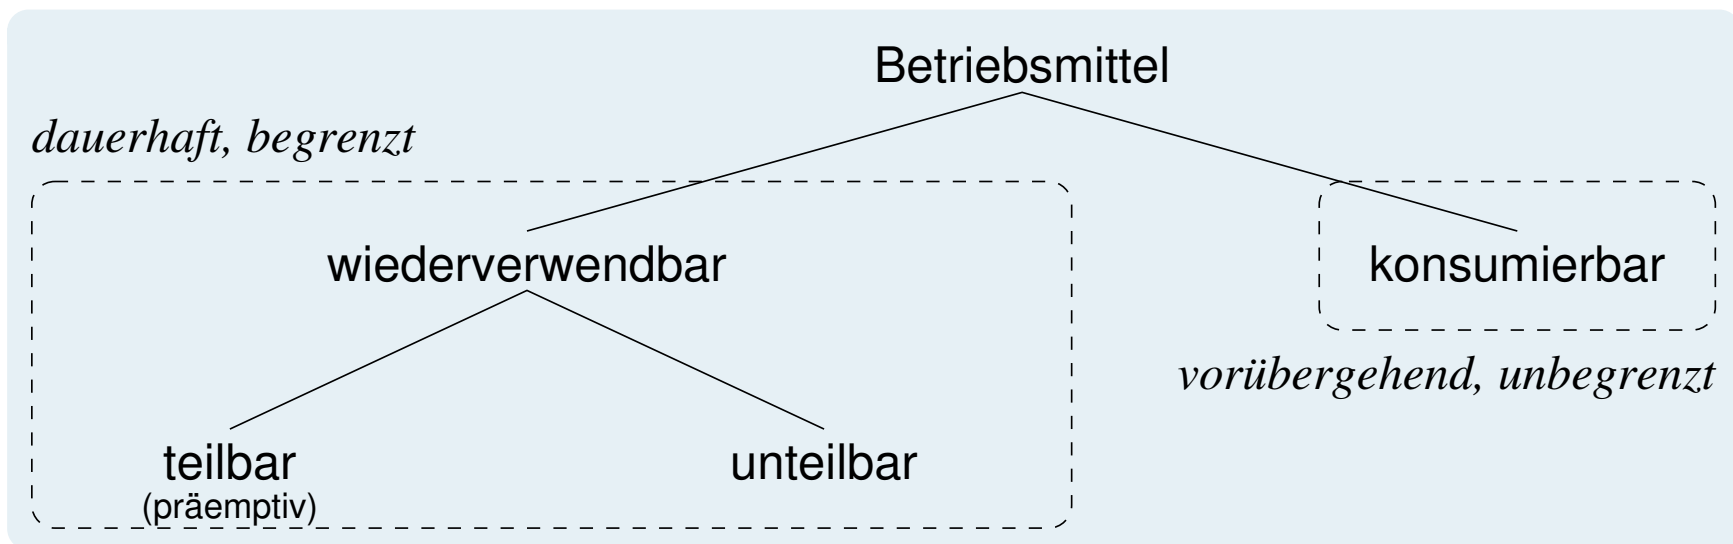 Betriebsmittel
dauerhaft, begrenzt
wiederverwendbar
konsumierbar
vorübergehend, unbegrenzt
teilbar
(präemptiv)
unteilbar